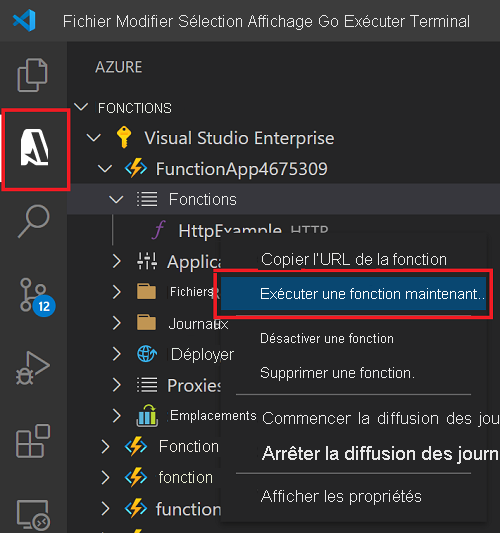 Fichier Modifier Sélection Affichage Go Exécuter Terminal
AZURE
FONCTIONS
Visual Studio Enterprise
FunctionApp4675309
Fonctions
HttpExample HTTP
Applica
Copier l'URL de la fonction
Fichiers
Exécuter une fonction maintenant..
Journaux
Désactiver une fonction
Déployer
Supprimer une fonction.
Proxies
Emplacements
Commencer la diffusion des jou
Fonction
Arrêter la diffusion des journ
fonction
Afficher les propriétés
function
12